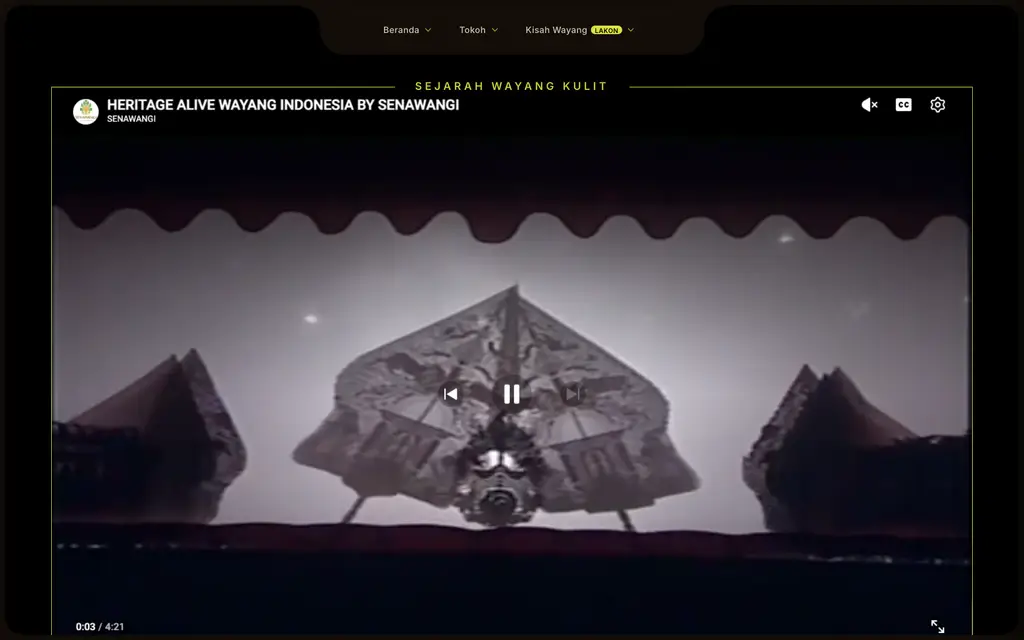 Beranda
Tokoh
Kisah Wayang LAKON
SEJARAH WAYANG KULIT
HERITAGE ALIVE WAYANG INDONESIA BY SENAWANGI
SENAWANGI
CC
0:03 / 4:21